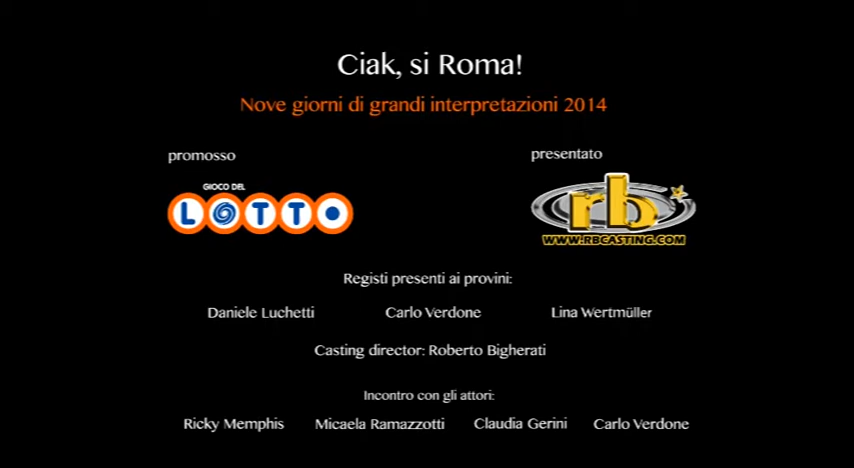 Ciak, si Roma!
Nove giorni di grandi interpretazioni 2014
promosso presentato
GIOCO DEL
LOTTO rb
WWW.RBCASTING.COM
Registi presenti ai provini:
Daniele Luchetti Carlo Verdone Lina Wertmüller
Casting director: Roberto Bigherati
Incontro con gli attori:
Ricky Memphis Micaela Ramazzotti Claudia Gerini Carlo Verdone